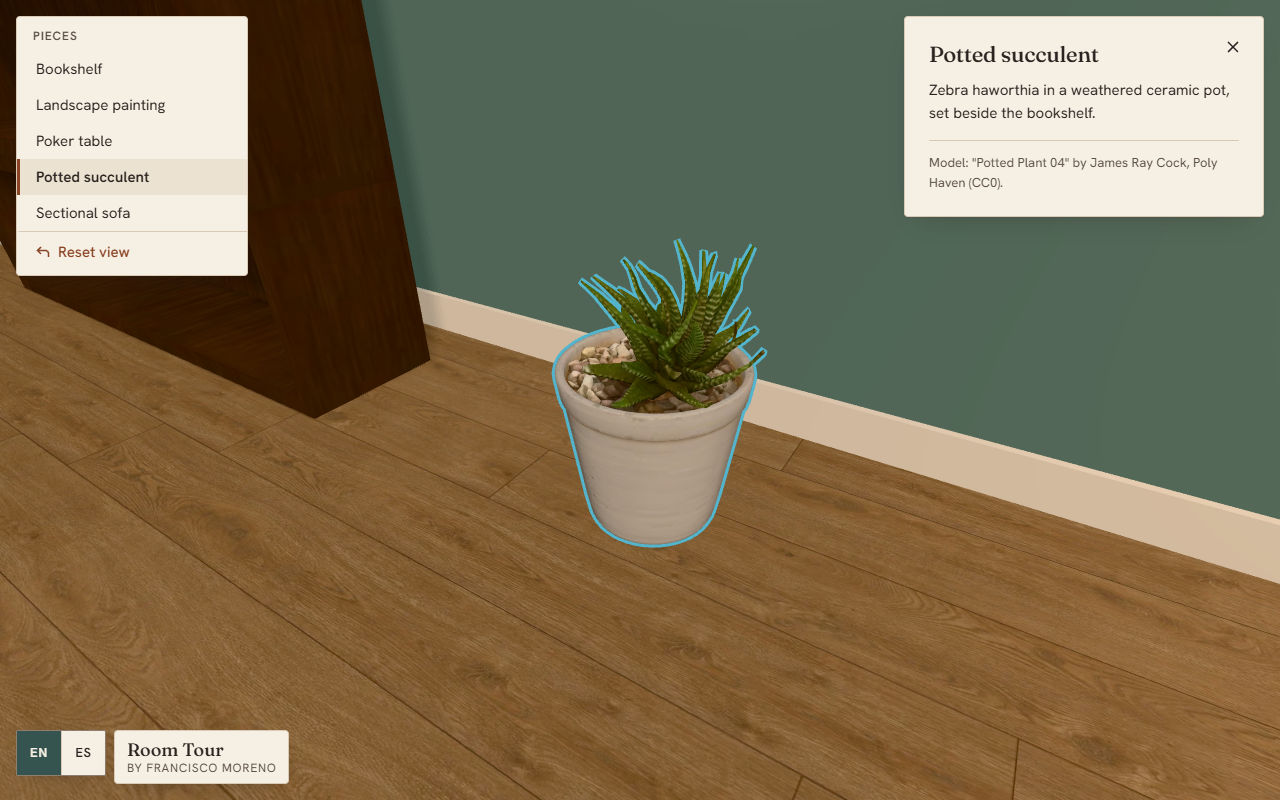 PIECES
Bookshelf
Landscape painting
Poker table
Potted succulent
Sectional sofa
Reset view
Potted succulent
Zebra haworthia in a weathered ceramic pot,
set beside the bookshelf.
Model: "Potted Plant 04" by James Ray Cock, Poly
Haven (CC0).
EN ES
Room Tour
BY FRANCISCO MORENO